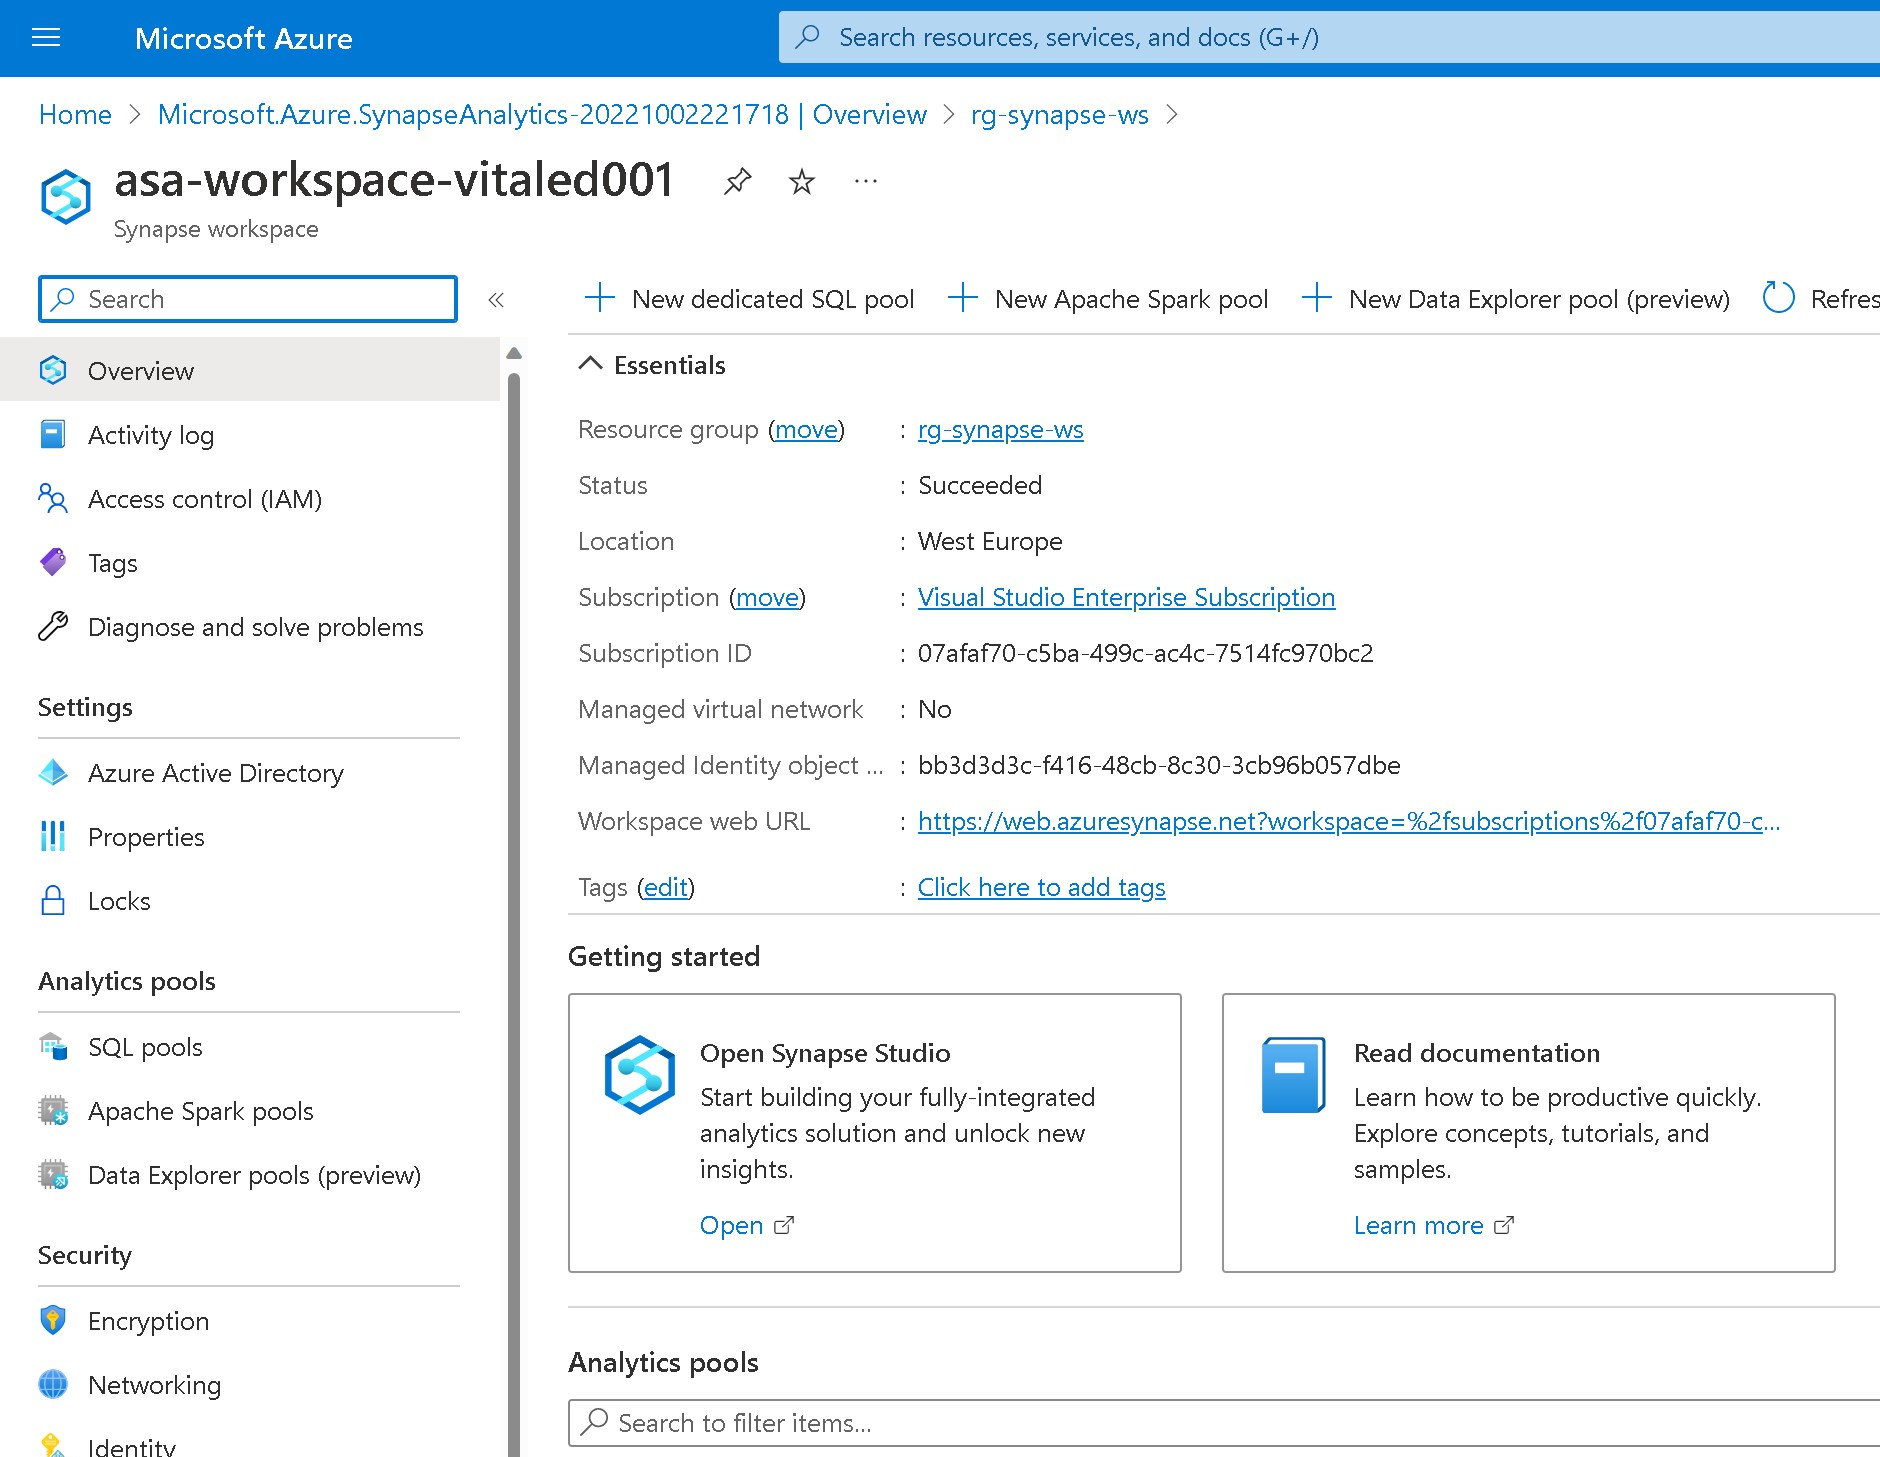 Microsoft Azure
Search resources, services, and docs (G+/)
Home > Microsoft.Azure.SynapseAnalytics-20221002221718 | Overview > rg-synapse-ws >
asa-workspace-vitaled001 ...
Synapse workspace
Search «
Overview
Activity log
Access control (IAM)
Tags
Diagnose and solve problems
Settings
Azure Active Directory
Properties
Locks
Analytics pools
SQL pools
Apache Spark pools
Data Explorer pools (preview)
Security
Encryption
Networking
Identity
New dedicated SQL pool New Apache Spark pool New Data Explorer pool (preview) Refres
Essentials
Resource group (move) : rg-synapse-ws
Status : Succeeded
Location : West Europe
Subscription (move) : Visual Studio Enterprise Subscription
Subscription ID : 07afaf70-c5ba-499c-ac4c-7514fc970bc2
Managed virtual network : No
Managed Identity object ... : bb3d3d3c-f416-48cb-8c30-3cb96b057dbe
Workspace web URL : https://web.azuresynapse.net?workspace=%2fsubscriptions%2f07afaf70-c...
Tags (edit) : Click here to add tags
Getting started
Open Synapse Studio
Start building your fully-integrated
analytics solution and unlock new
insights.
Open
Read documentation
Learn how to be productive quickly.
Explore concepts, tutorials, and
samples.
Learn more
Analytics pools
Search to filter items...